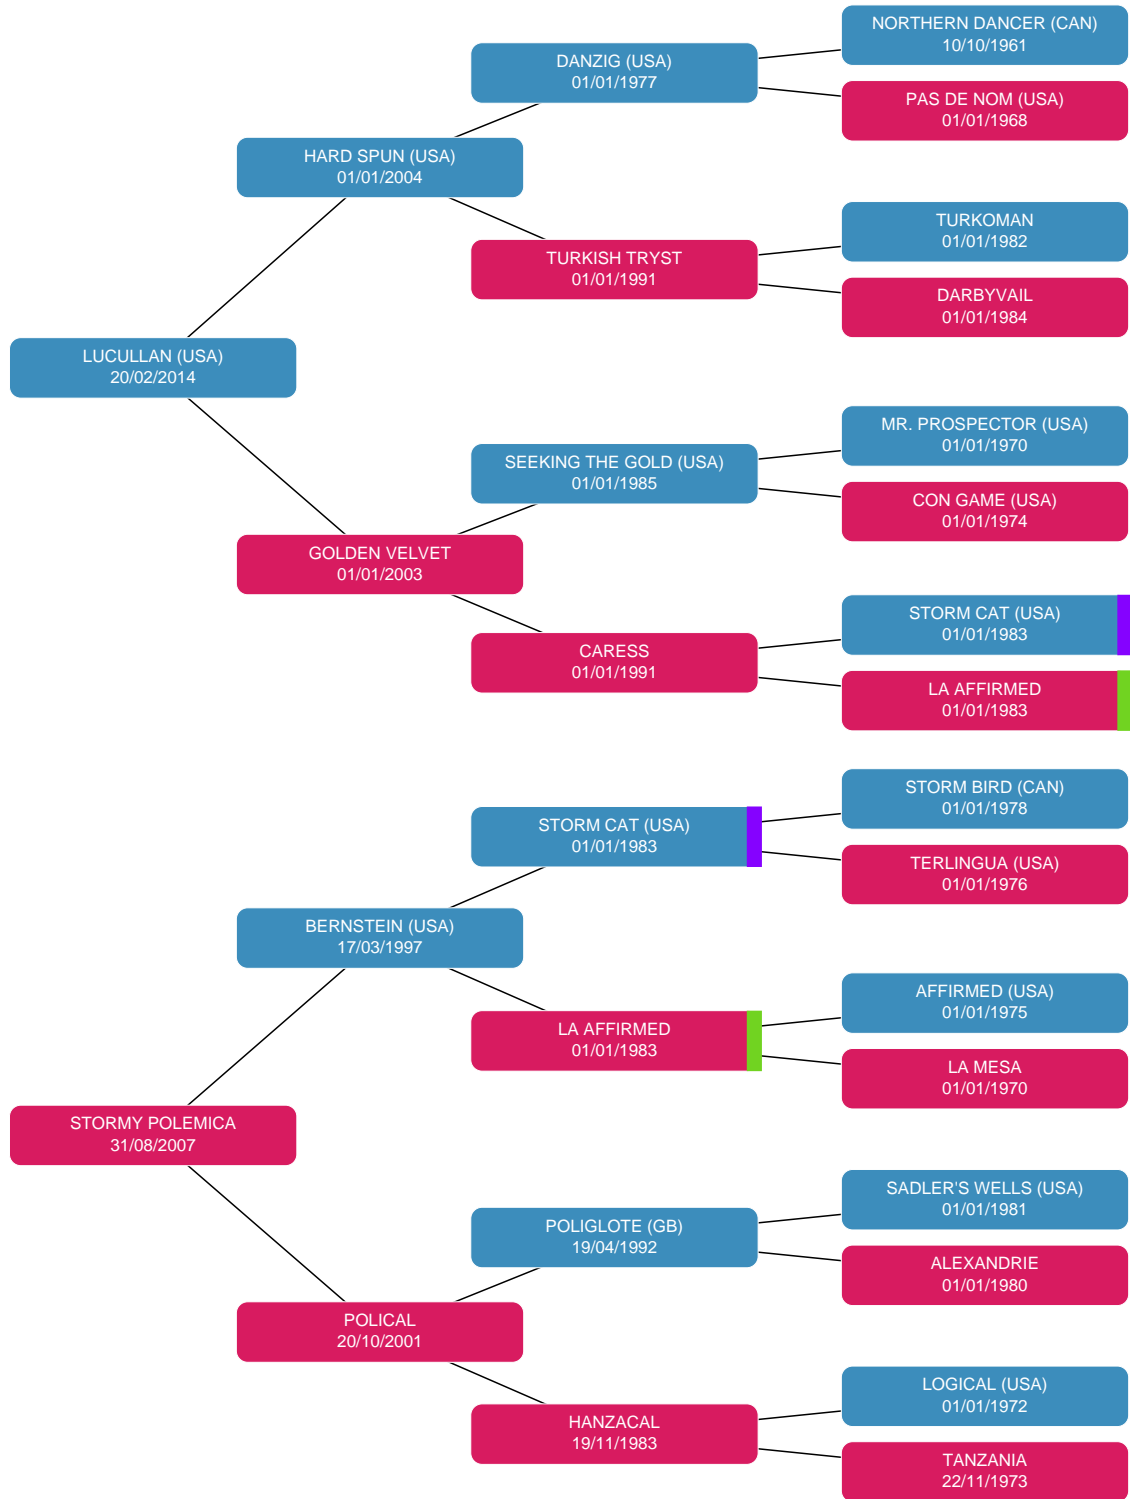 NORTHERN DANCER (CAN)
10/10/1961
DANZIG (USA)
01/01/1977
PAS DE NOM (USA)
01/01/1968
HARD SPUN (USA)
01/01/2004
TURKOMAN
01/01/1982
TURKISH TRYST
01/01/1991
DARBYVAIL
01/01/1984
LUCULLAN (USA)
20/02/2014
MR. PROSPECTOR (USA)
01/01/1970
SEEKING THE GOLD (USA)
01/01/1985
CON GAME (USA)
01/01/1974
GOLDEN VELVET
01/01/2003
STORM CAT (USA)
01/01/1983
CARESS
01/01/1991
LA AFFIRMED
01/01/1983
STORM BIRD (CAN)
01/01/1978
STORM CAT (USA)
01/01/1983
TERLINGUA (USA)
01/01/1976
BERNSTEIN (USA)
17/03/1997
AFFIRMED (USA)
01/01/1975
LA AFFIRMED
01/01/1983
LA MESA
01/01/1970
STORMY POLEMICA
31/08/2007
SADLER'S WELLS (USA)
01/01/1981
POLIGLOTE (GB)
19/04/1992
ALEXANDRIE
01/01/1980
POLICAL
20/10/2001
LOGICAL (USA)
01/01/1972
HANZACAL
19/11/1983
TANZANIA
22/11/1973